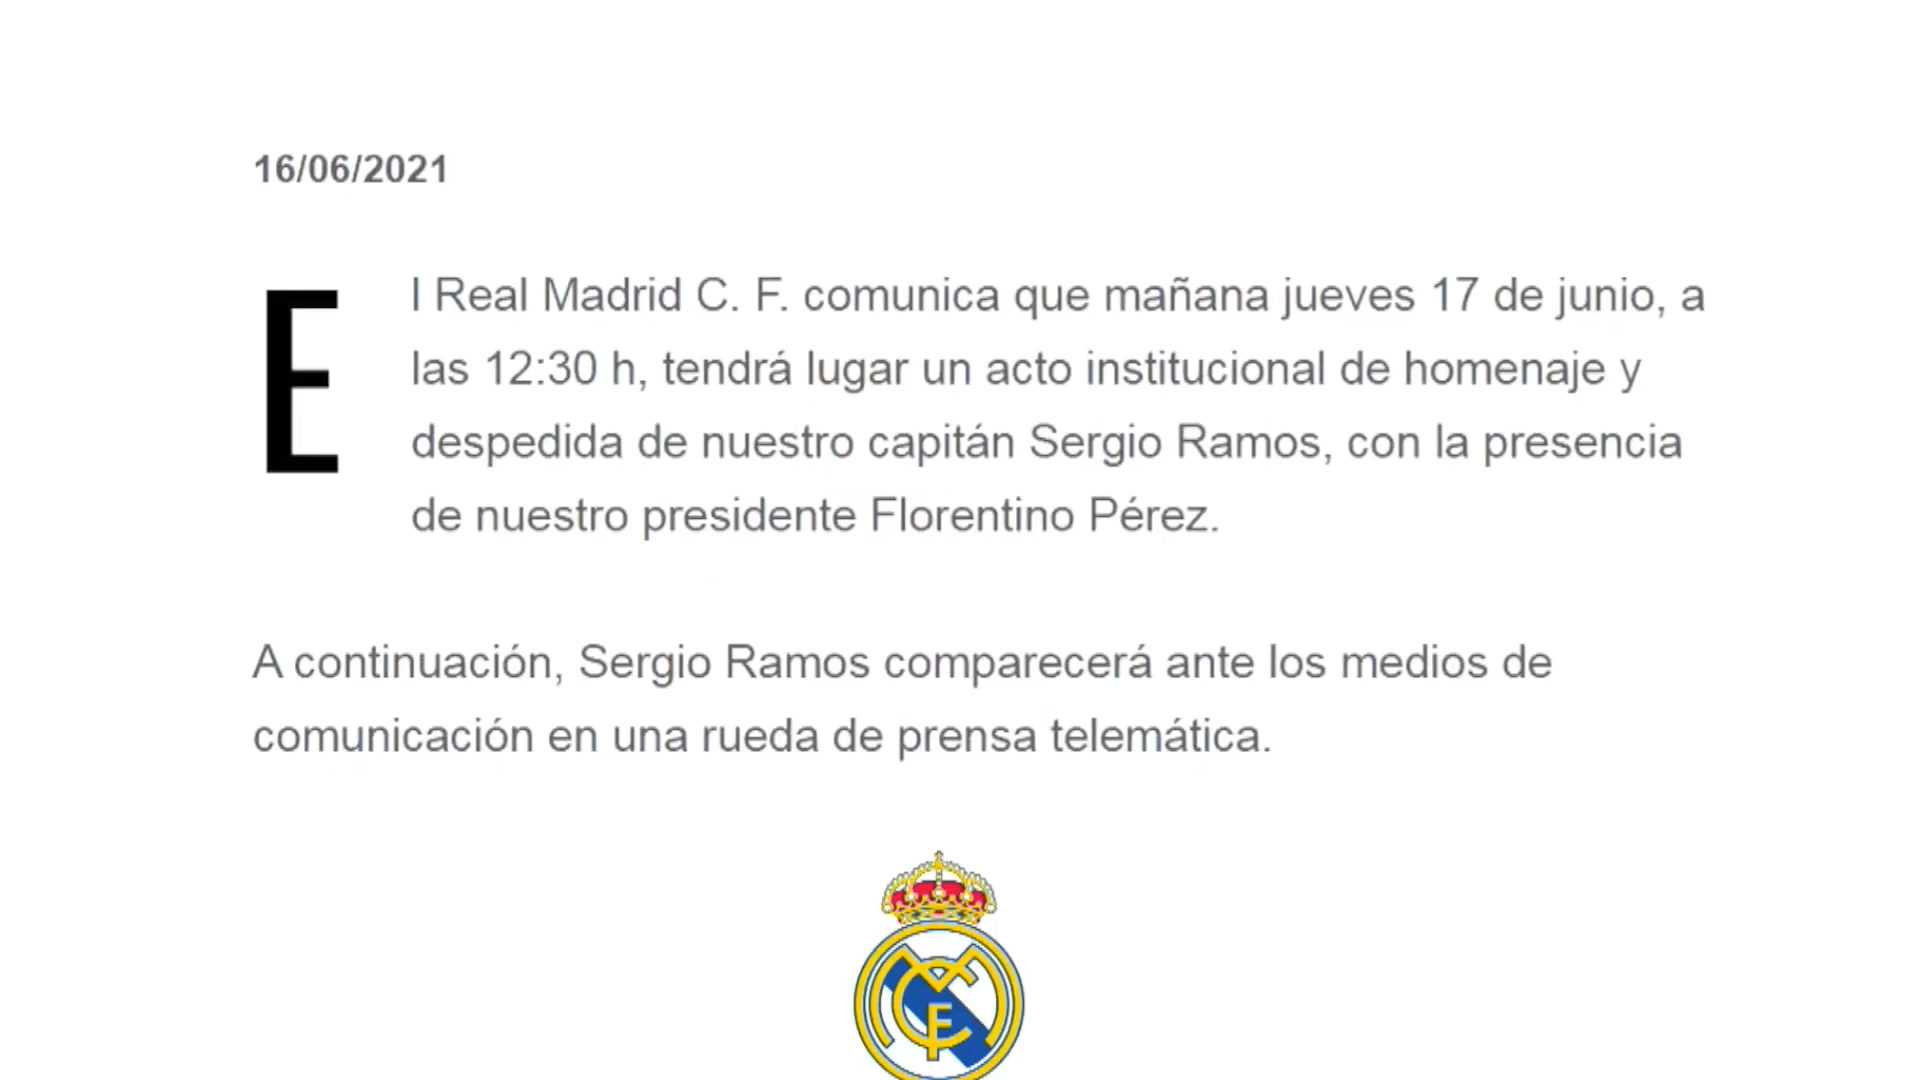 16/06/2021
El Real Madrid C. F. comunica que mañana jueves 17 de junio, a
las 12:30 h, tendrá lugar un acto institucional de homenaje y
despedida de nuestro capitán Sergio Ramos, con la presencia
de nuestro presidente Florentino Pérez.
A continuación, Sergio Ramos comparecerá ante los medios de
comunicación en una rueda de prensa telemática.